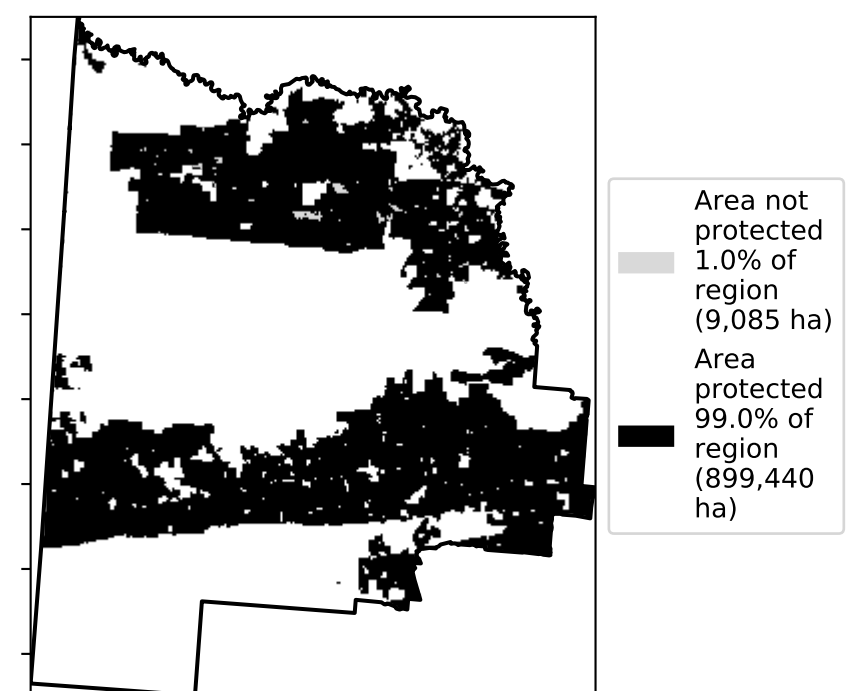 Area not
protected
1.0% of
region
(9,085 ha)
Area
protected
99.0% of
region
(899,440
ha)